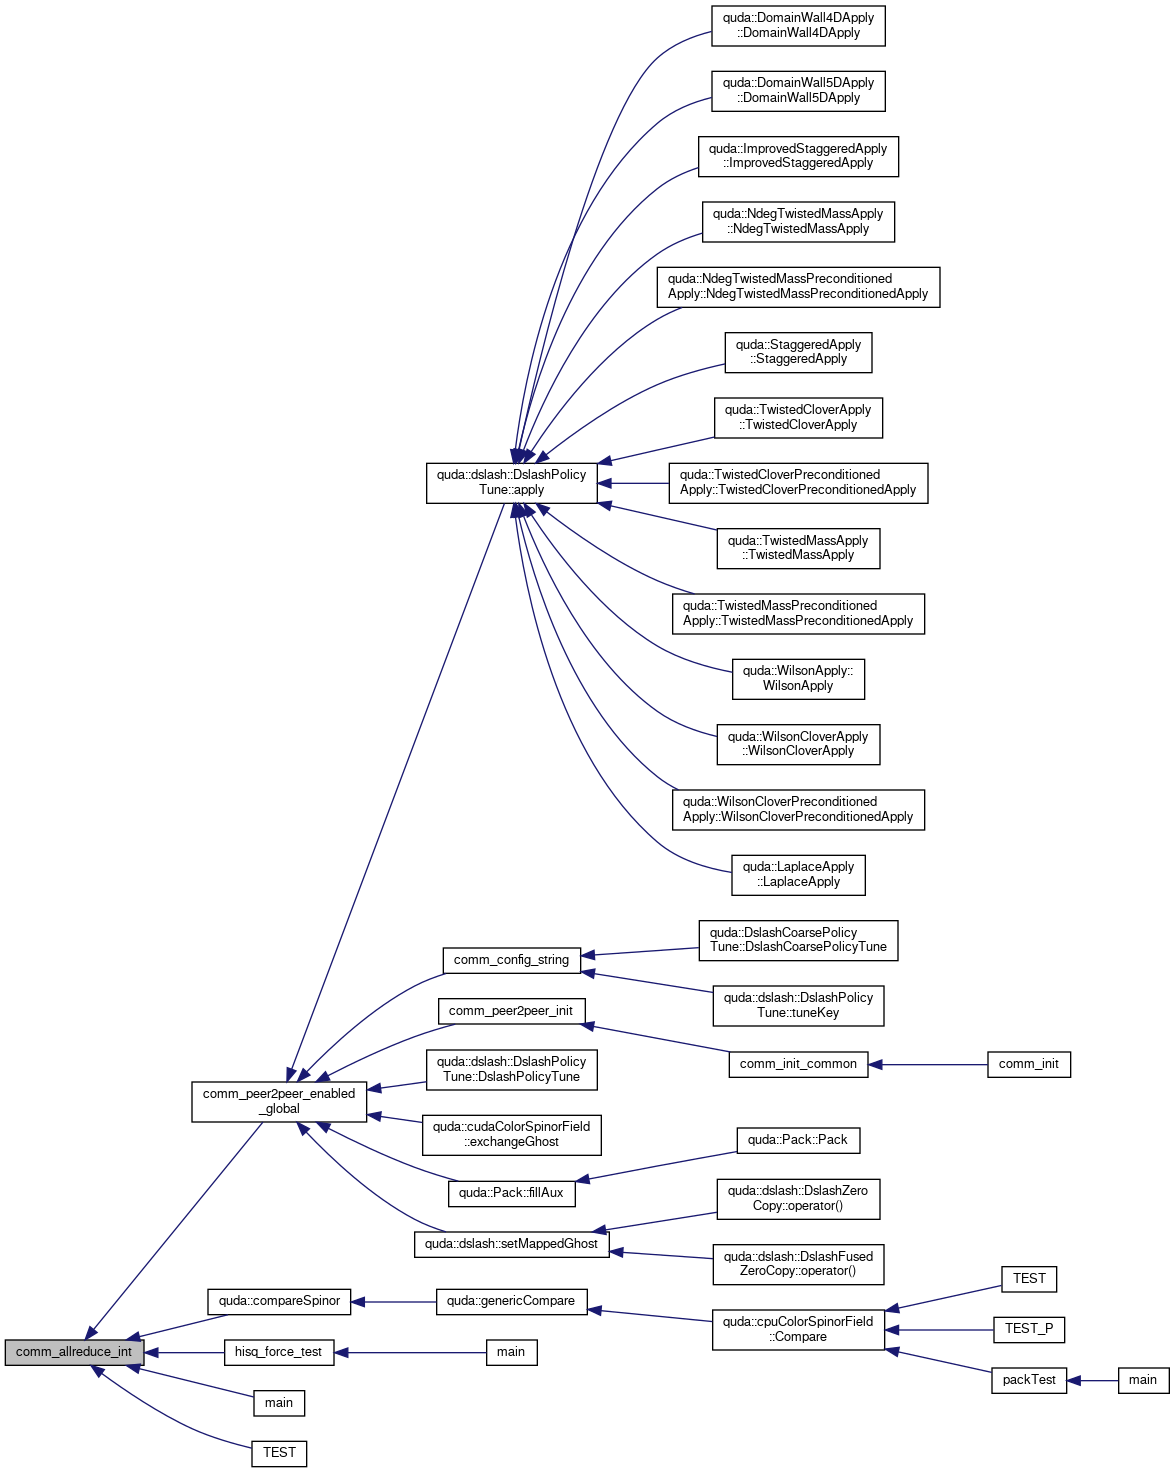 quda::DomainWall4DApply
::DomainWall4DApply
quda::DomainWall5DApply
::DomainWall5DApply
quda::ImprovedStaggeredApply
::ImprovedStaggeredApply
quda::NdegTwistedMassApply
::NdegTwistedMassApply
quda::NdegTwistedMassPreconditioned
Apply::NdegTwistedMassPreconditionedApply
quda::StaggeredApply
::StaggeredApply
quda::TwistedCloverApply
::TwistedCloverApply
quda::dslash::DslashPolicy
Tune::apply
quda::TwistedCloverPreconditioned
Apply::TwistedCloverPreconditionedApply
quda::TwistedMassApply
::TwistedMassApply
quda::TwistedMassPreconditioned
Apply::TwistedMassPreconditionedApply
quda::WilsonApply::
WilsonApply
quda::WilsonCloverApply
::WilsonCloverApply
quda::WilsonCloverPreconditioned
Apply::WilsonCloverPreconditionedApply
quda::LaplaceApply
::LaplaceApply
comm_config_string
quda::DslashCoarsePolicy
Tune::DslashCoarsePolicyTune
quda::dslash::DslashPolicy
Tune::tuneKey
comm_peer2peer_init
comm_init_common
comm_init
quda::dslash::DslashPolicy
Tune::DslashPolicyTune
comm_peer2peer_enabled
_global
quda::cudaColorSpinorField
::exchangeGhost
quda::Pack::Pack
quda::Pack::fillAux
quda::dslash::DslashZero
Copy::operator()
quda::dslash::setMappedGhost
quda::dslash::DslashFused
ZeroCopy::operator()
TEST
quda::compareSpinor
quda::genericCompare
quda::cpuColorSpinorField
::Compare
TEST_P
comm_allreduce_int
hisq_force_test
main
packTest
main
main
TEST